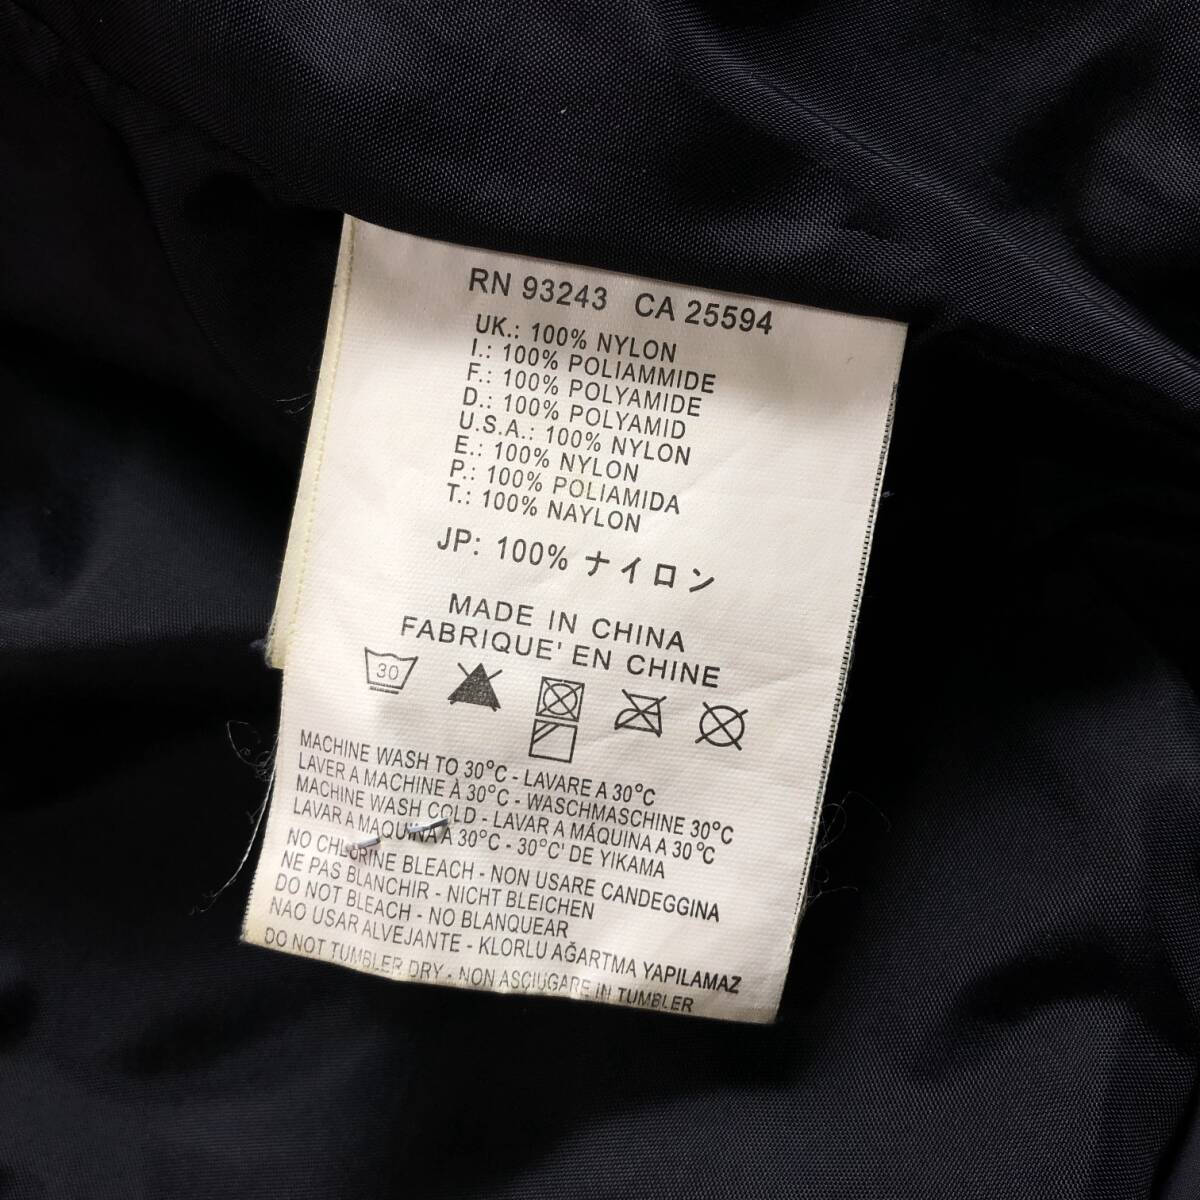 RN 93243 CA 25594
UK.: 100% NYLON
I.: 100% POLIAMMIDE
F.: 100% POLYAMIDE
D.: 100% POLYAMID
U.S.A.: 100% NYLON
E.: 100% NYLON
P.: 100% POLIAMIDA
T.: 100% NAYLON
JP: 100% ナイロン
MADE IN CHINA
FABRIQUE' EN CHINE
30
MACHINE WASH TO 30°C - LAVARE A 30°C
LAVER A MACHINE À 30°C - WASCHMASCHINE 30°C
MACHINE WASH COLD - LAVAR A MÁQUINA A 30°C
LAVAR A MAQUINA A 30°C - 30°C' DE YIKAMA
NO CHLORINE BLEACH - NON USARE CANDEGGINA
NE PAS BLANCHIR - NICHT BLEICHEN
DO NOT BLEACH - NO BLANQUEAR
NAO USAR ALVEJANTE - KLORLU AĞARTMA YAPILAMAZ
DO NOT TUMBLER DRY - NON ASCIUGARE IN TUMBLER